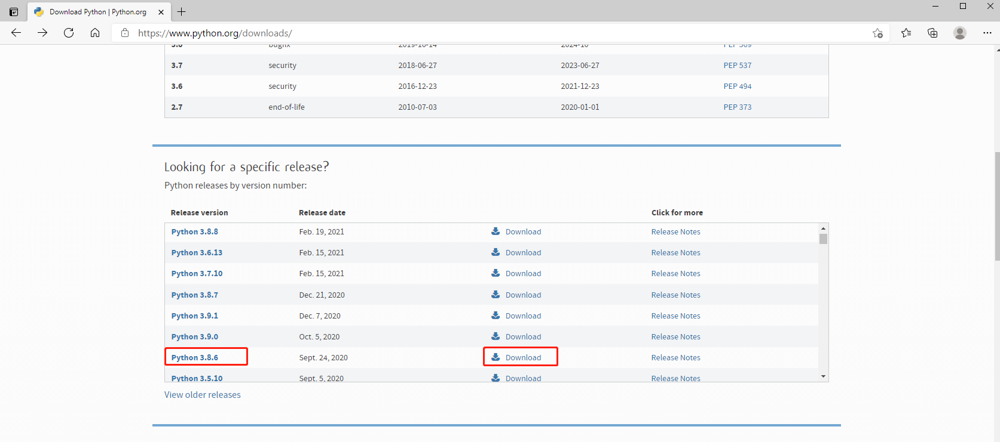 Download Python | Python.org
https://www.python.org/downloads/
3.7 security 2018-06-27 2023-06-27 PEP 537
3.6 security 2016-12-23 2021-12-23 PEP 494
2.7 end-of-life 2010-07-03 2020-01-01 PEP 373
Looking for a specific release?
Python releases by version number:
Release version Release date Click for more
Python 3.8.8 Feb. 19, 2021 Download Release Notes
Python 3.6.13 Feb. 15, 2021 Download Release Notes
Python 3.7.10 Feb. 15, 2021 Download Release Notes
Python 3.8.7 Dec. 21, 2020 Download Release Notes
Python 3.9.1 Dec. 7, 2020 Download Release Notes
Python 3.9.0 Oct. 5, 2020 Download Release Notes
Python 3.8.6 Sept. 24, 2020 Download Release Notes
Python 3.5.10 Sept. 5, 2020 Download Release Notes
View older releases